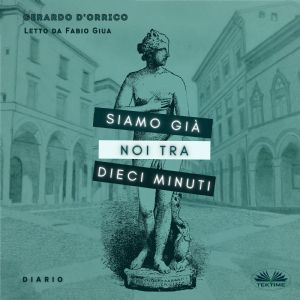 GERARDO D'ORRICO
LETTO DA FABIO GIUA
SIAMO GIÀ
NOI TRA
DIECI MINUTI
DIARIO
TEKTIME